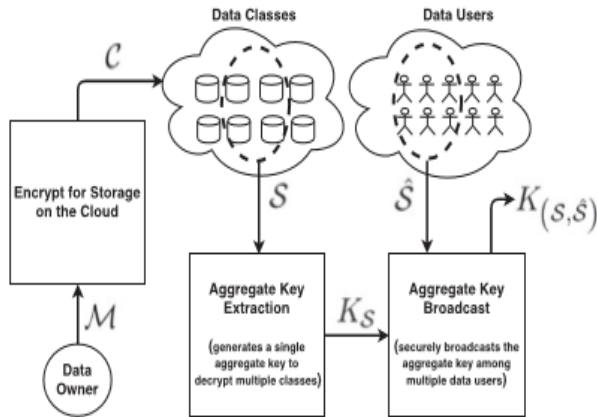 Data Classes
Data Users
C
Encrypt for Storage
on the Cloud
S
Ŝ
K(S,Ŝ)
Aggregate Key
Extraction
(generates a single
aggregate key to
decrypt multiple classes)
K_S
Aggregate Key
Broadcast
(securely broadcasts the
aggregate key among
multiple data users)
M
Data
Owner